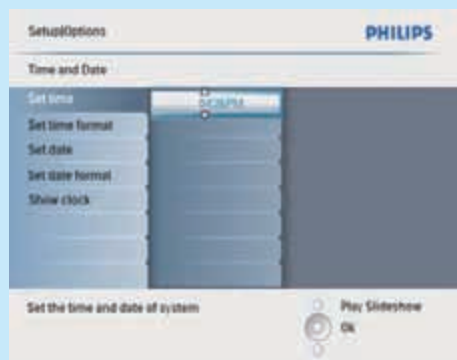 Setup|Options
PHILIPS
Time and Date
Set time
Set time format
Set date
Set date format
Show clock
Set the time and date of system
Play Slideshow
Ok